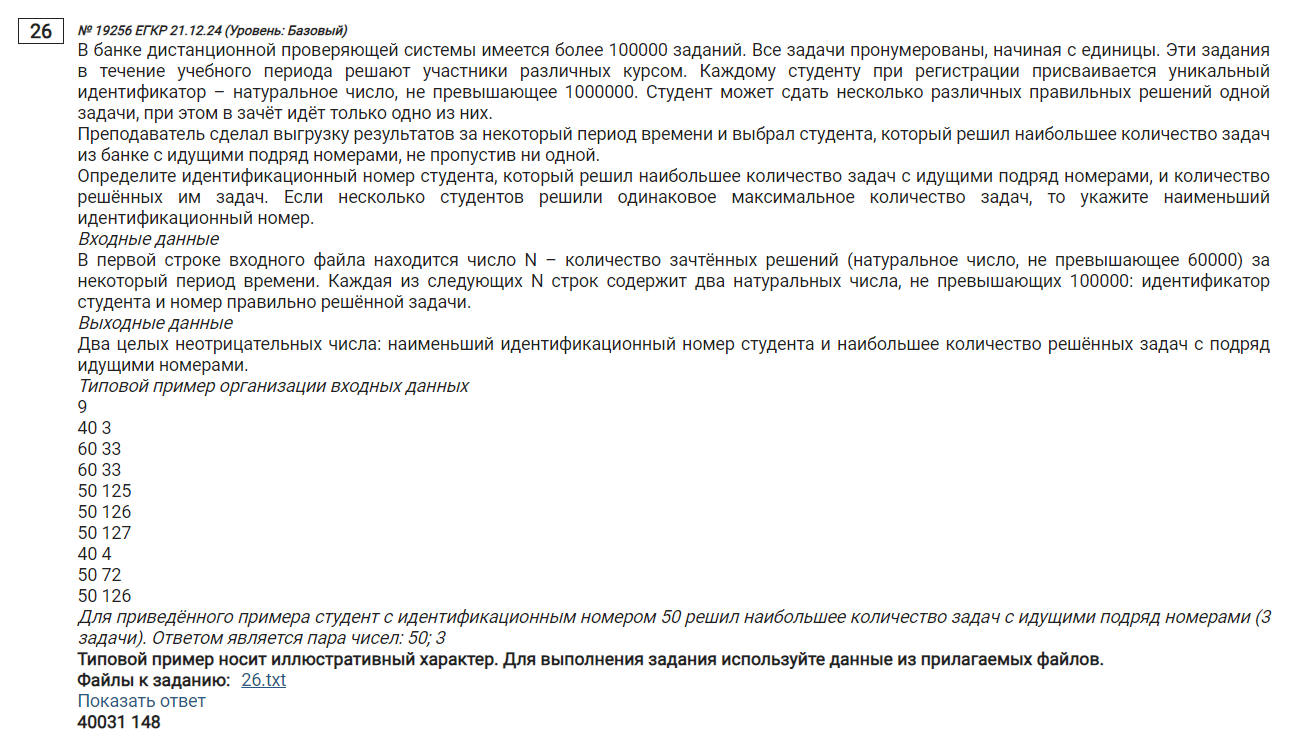 26
№ 19256 ЕГКР 21.12.24 (Уровень: Базовый)
В банке дистанционной проверяющей системы имеется более 100000 заданий. Все задачи пронумерованы, начиная с единицы. Эти задания
в течение учебного периода решают участники различных курсом. Каждому студенту при регистрации присваивается уникальный
идентификатор – натуральное число, не превышающее 1000000. Студент может сдать несколько различных правильных решений одной
задачи, при этом в зачёт идёт только одно из них.
Преподаватель сделал выгрузку результатов за некоторый период времени и выбрал студента, который решил наибольшее количество задач
из банке с идущими подряд номерами, не пропустив ни одной.
Определите идентификационный номер студента, который решил наибольшее количество задач с идущими подряд номерами, и количество
решённых им задач. Если несколько студентов решили одинаковое максимальное количество задач, то укажите наименьший
идентификационный номер.
Входные данные
В первой строке входного файла находится число N – количество зачтённых решений (натуральное число, не превышающее 60000) за
некоторый период времени. Каждая из следующих N строк содержит два натуральных числа, не превышающих 100000: идентификатор
студента и номер правильно решённой задачи.
Выходные данные
Два целых неотрицательных числа: наименьший идентификационный номер студента и наибольшее количество решённых задач с подряд
идущими номерами.
Типовой пример организации входных данных
9
40 3
60 33
60 33
50 125
50 126
50 127
40 4
50 72
50 126
Для приведённого примера студент с идентификационным номером 50 решил наибольшее количество задач с идущими подряд номерами (3
задачи). Ответом является пара чисел: 50; 3
Типовой пример носит иллюстративный характер. Для выполнения задания используйте данные из прилагаемых файлов.
Файлы к заданию: 26.txt
Показать ответ
40031 148